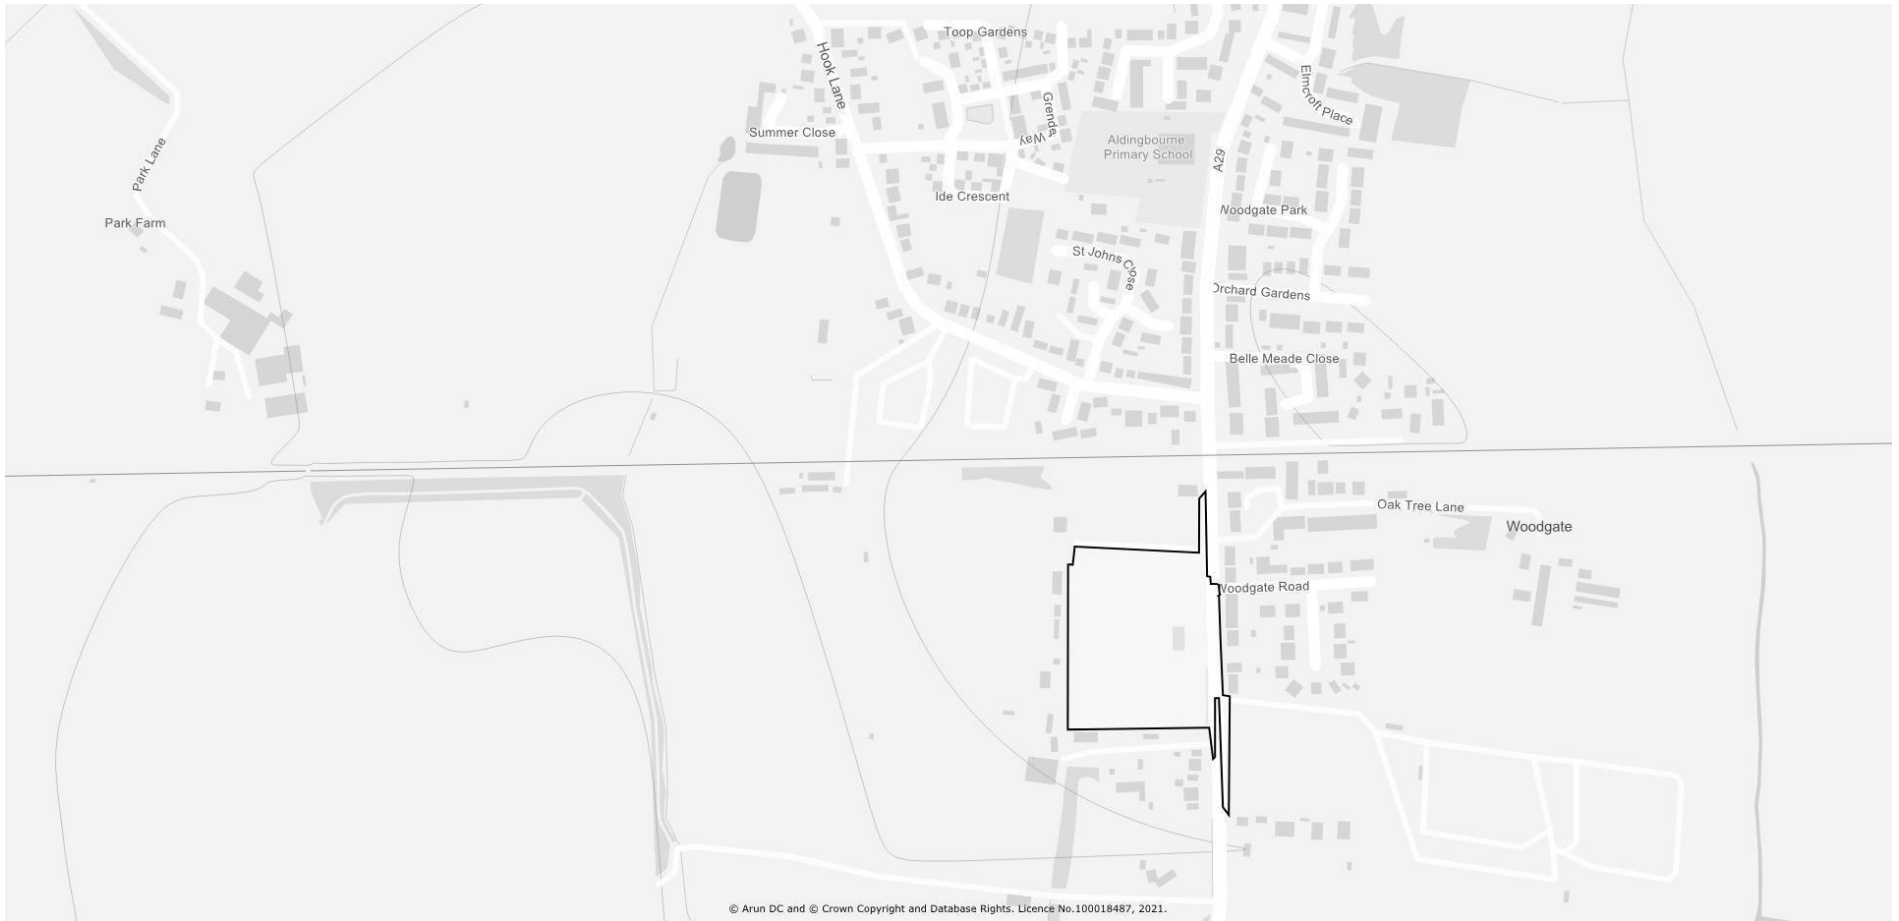 Toop Gardens
Hook Lane
Elmcroft Place
Grende
Way
Summer Close
Aldingbourne
Primary School
A29
Park Lane
Ide Crescent
Woodgate Park
Park Farm
St Johns Close
Orchard Gardens
Belle Meade Close
Oak Tree Lane
Woodgate
Woodgate Road
© Arun DC and © Crown Copyright and Database Rights. Licence No.100018487, 2021.